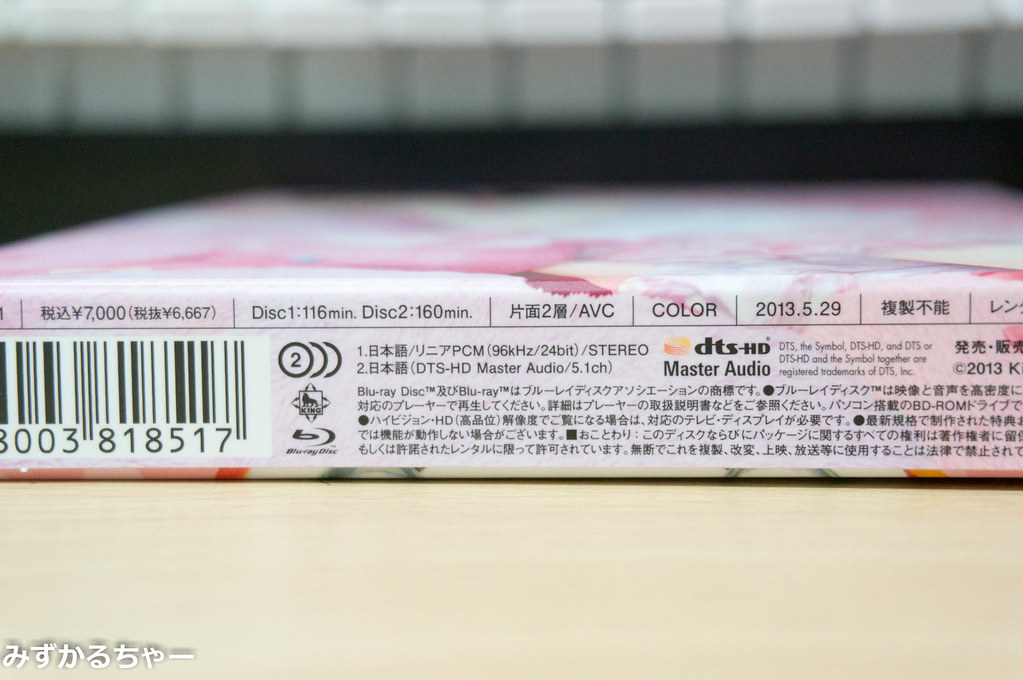 税込¥7,000(税抜¥6,667) Disc1:116min. Disc2:160min. 片面2層/AVC COLOR 2013.5.29 複製不能
8003 818517
2
KING
Blu-ray Disc
1.日本語/リニアPCM(96kHz/24bit)/STEREO
2.日本語(DTS-HD Master Audio/5.1ch)
dts-HD
Master Audio
DTS, the Symbol, DTS-HD, and DTS or
DTS-HD and the Symbol together are
registered trademarks of DTS, Inc.
発売・販売
©2013 Ki
Blu-ray Disc™及びBlu-ray™はブルーレイディスクアソシエーションの商標です。●ブルーレイディスク™は映像と音声を高密度に
対応のプレーヤーで再生してください。詳細はプレーヤーの取扱説明書などをご参照ください。パソコン搭載のBD-ROMドライブで
●ハイビジョン・HD(高品位)解像度でご覧になる場合は、対応のテレビ・ディスプレイが必要です。●最新規格で制作された特典お
では機能が動作しない場合がございます。■おことわり:このディスクならびにパッケージに関するすべての権利は著作権者に留保
もしくは許諾されたレンタルに限って許可されています。無断でこれを複製、改変、上映、放送等に使用することは法律で禁止されて
みずかるちゃー